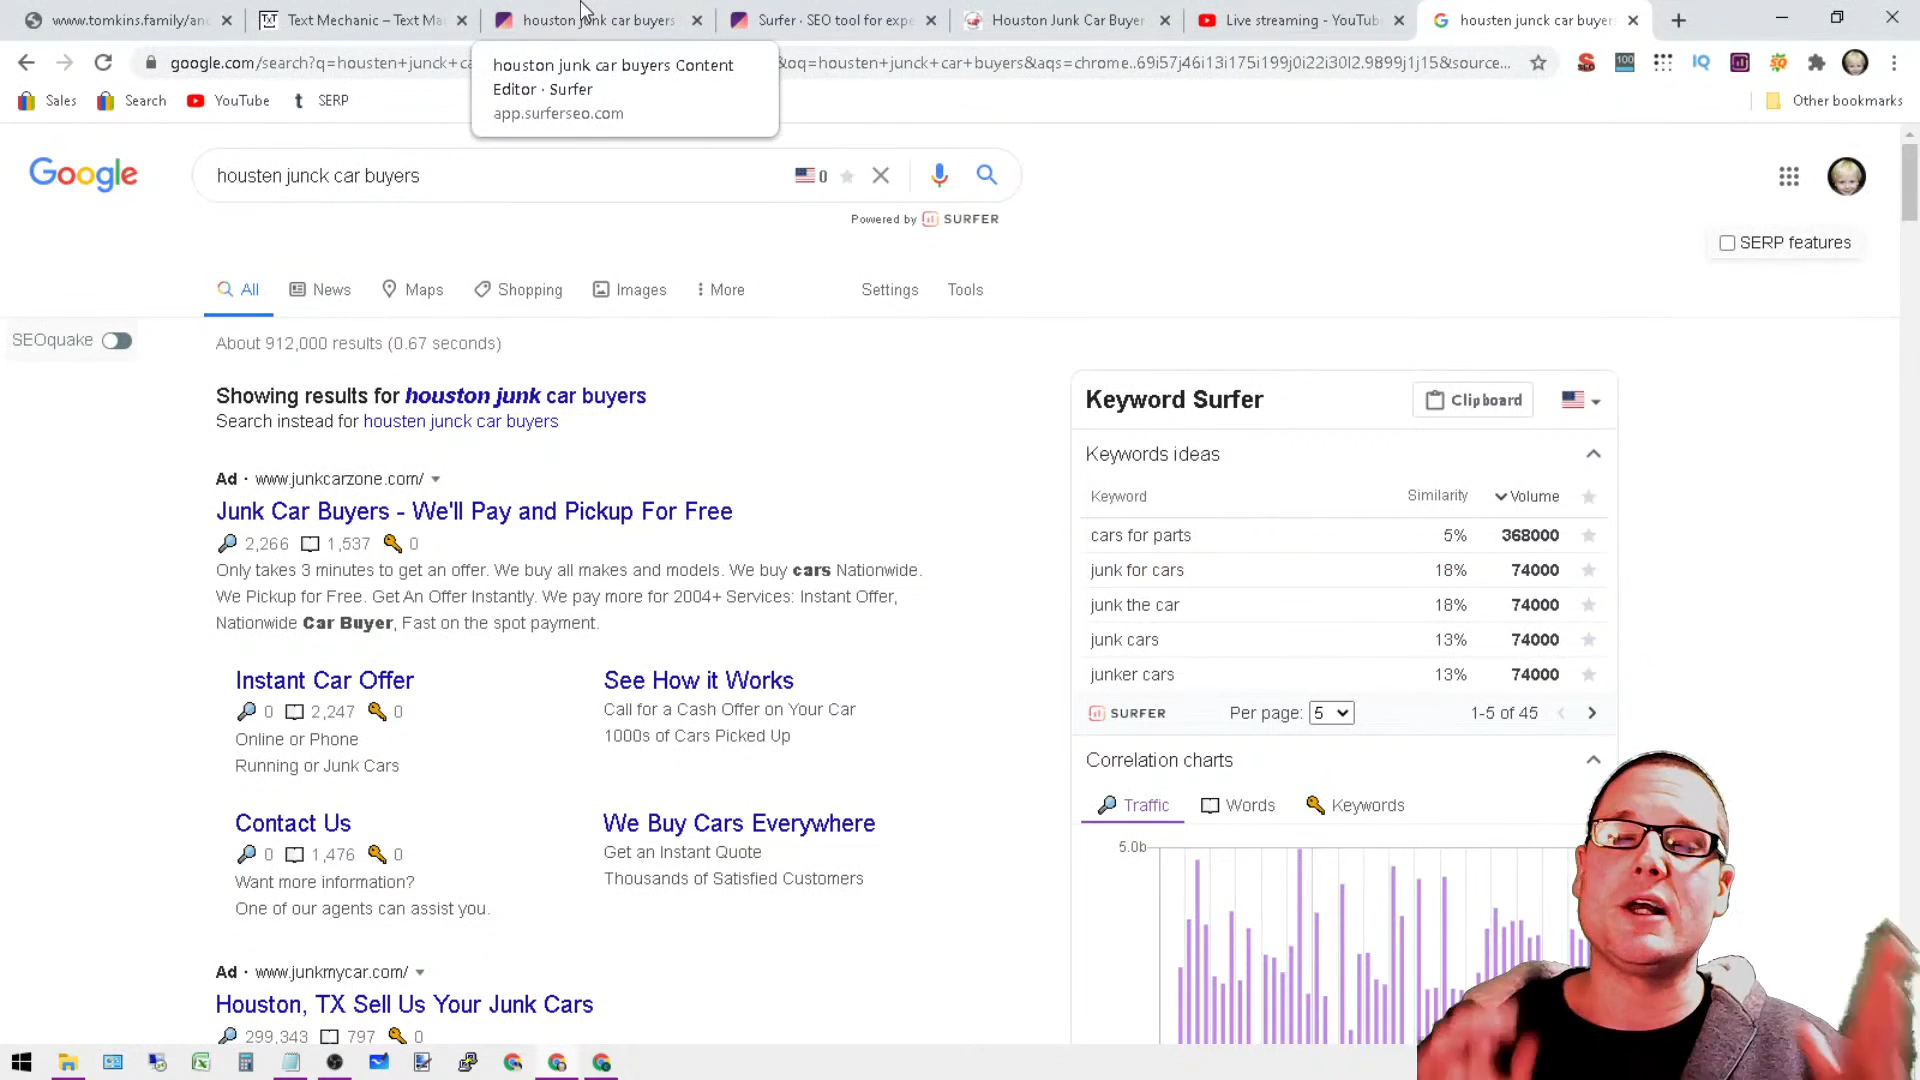 www.tomkins.family/and
Text Mechanic – Text Ma
houston junk car buyers
Surfer · SEO tool for expe
Houston Junk Car Buyer
Live streaming - YouTube
housten junck car buyers
google.com/search?q=housten+junck+ca
&oq=housten+junck+car+buyers&aqs=chrome..69i57j46i13i175i199j0i22i30l2.9899j1j15&source...
houston junk car buyers Content
Editor · Surfer
app.surferseo.com
100
IQ
Sales
Search
YouTube
t SERP
Other bookmarks
Google
housten junck car buyers
0
Powered by SURFER
SERP features
All
News
Maps
Shopping
Images
More
Settings
Tools
SEOquake
About 912,000 results (0.67 seconds)
Showing results for houston junk car buyers
Search instead for housten junck car buyers
Ad · www.junkcarzone.com/
Junk Car Buyers - We'll Pay and Pickup For Free
2,266 1,537 0
Only takes 3 minutes to get an offer. We buy all makes and models. We buy cars Nationwide.
We Pickup for Free. Get An Offer Instantly. We pay more for 2004+ Services: Instant Offer,
Nationwide Car Buyer, Fast on the spot payment.
Instant Car Offer
0 2,247 0
Online or Phone
Running or Junk Cars
See How it Works
Call for a Cash Offer on Your Car
1000s of Cars Picked Up
Contact Us
0 1,476 0
Want more information?
One of our agents can assist you.
We Buy Cars Everywhere
Get an Instant Quote
Thousands of Satisfied Customers
Ad · www.junkmycar.com/
Houston, TX Sell Us Your Junk Cars
299,343 797 0
Keyword Surfer
Clipboard
Keywords ideas
Keyword Similarity Volume
cars for parts 5% 368000
junk for cars 18% 74000
junk the car 18% 74000
junk cars 13% 74000
junker cars 13% 74000
SURFER
Per page: 5
1-5 of 45
Correlation charts
Traffic
Words
Keywords
5.0b